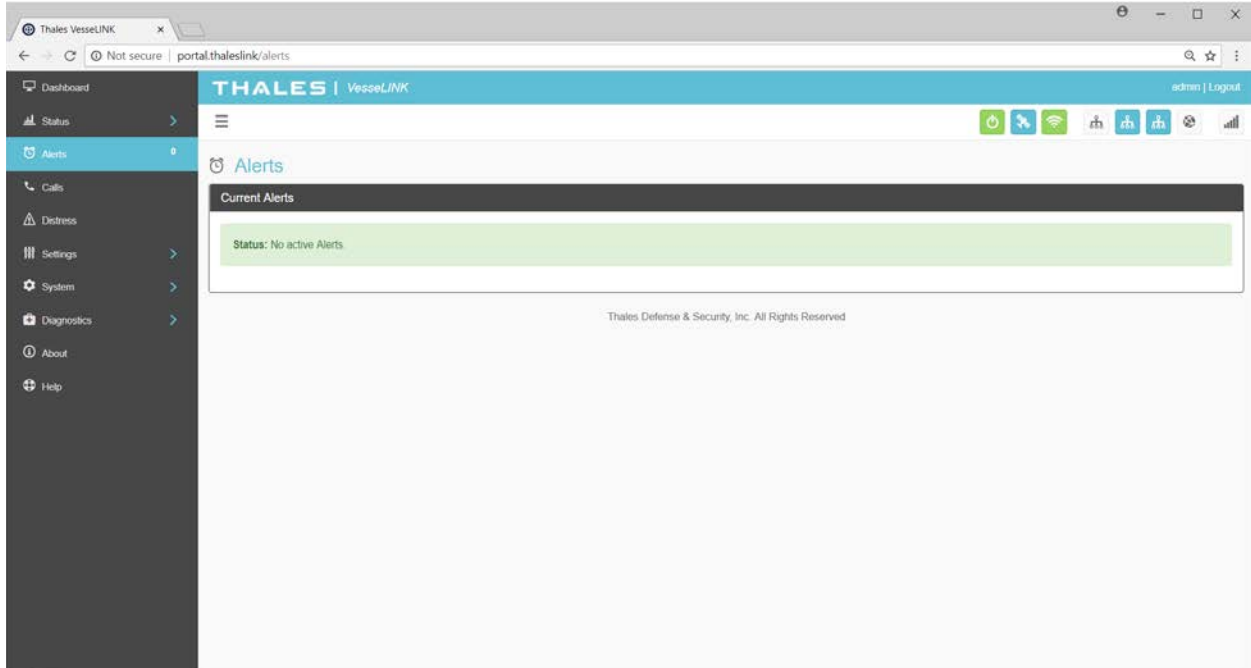 Thales VesseLINK
Not secure | portal.thaleslink/alerts
Dashboard
THALES | VesseLINK
admin | Logout
Status
Alerts 0
Alerts
Calls
Current Alerts
Distress
Status: No active Alerts
Settings
System
Thales Defense & Security, Inc. All Rights Reserved
Diagnostics
About
Help